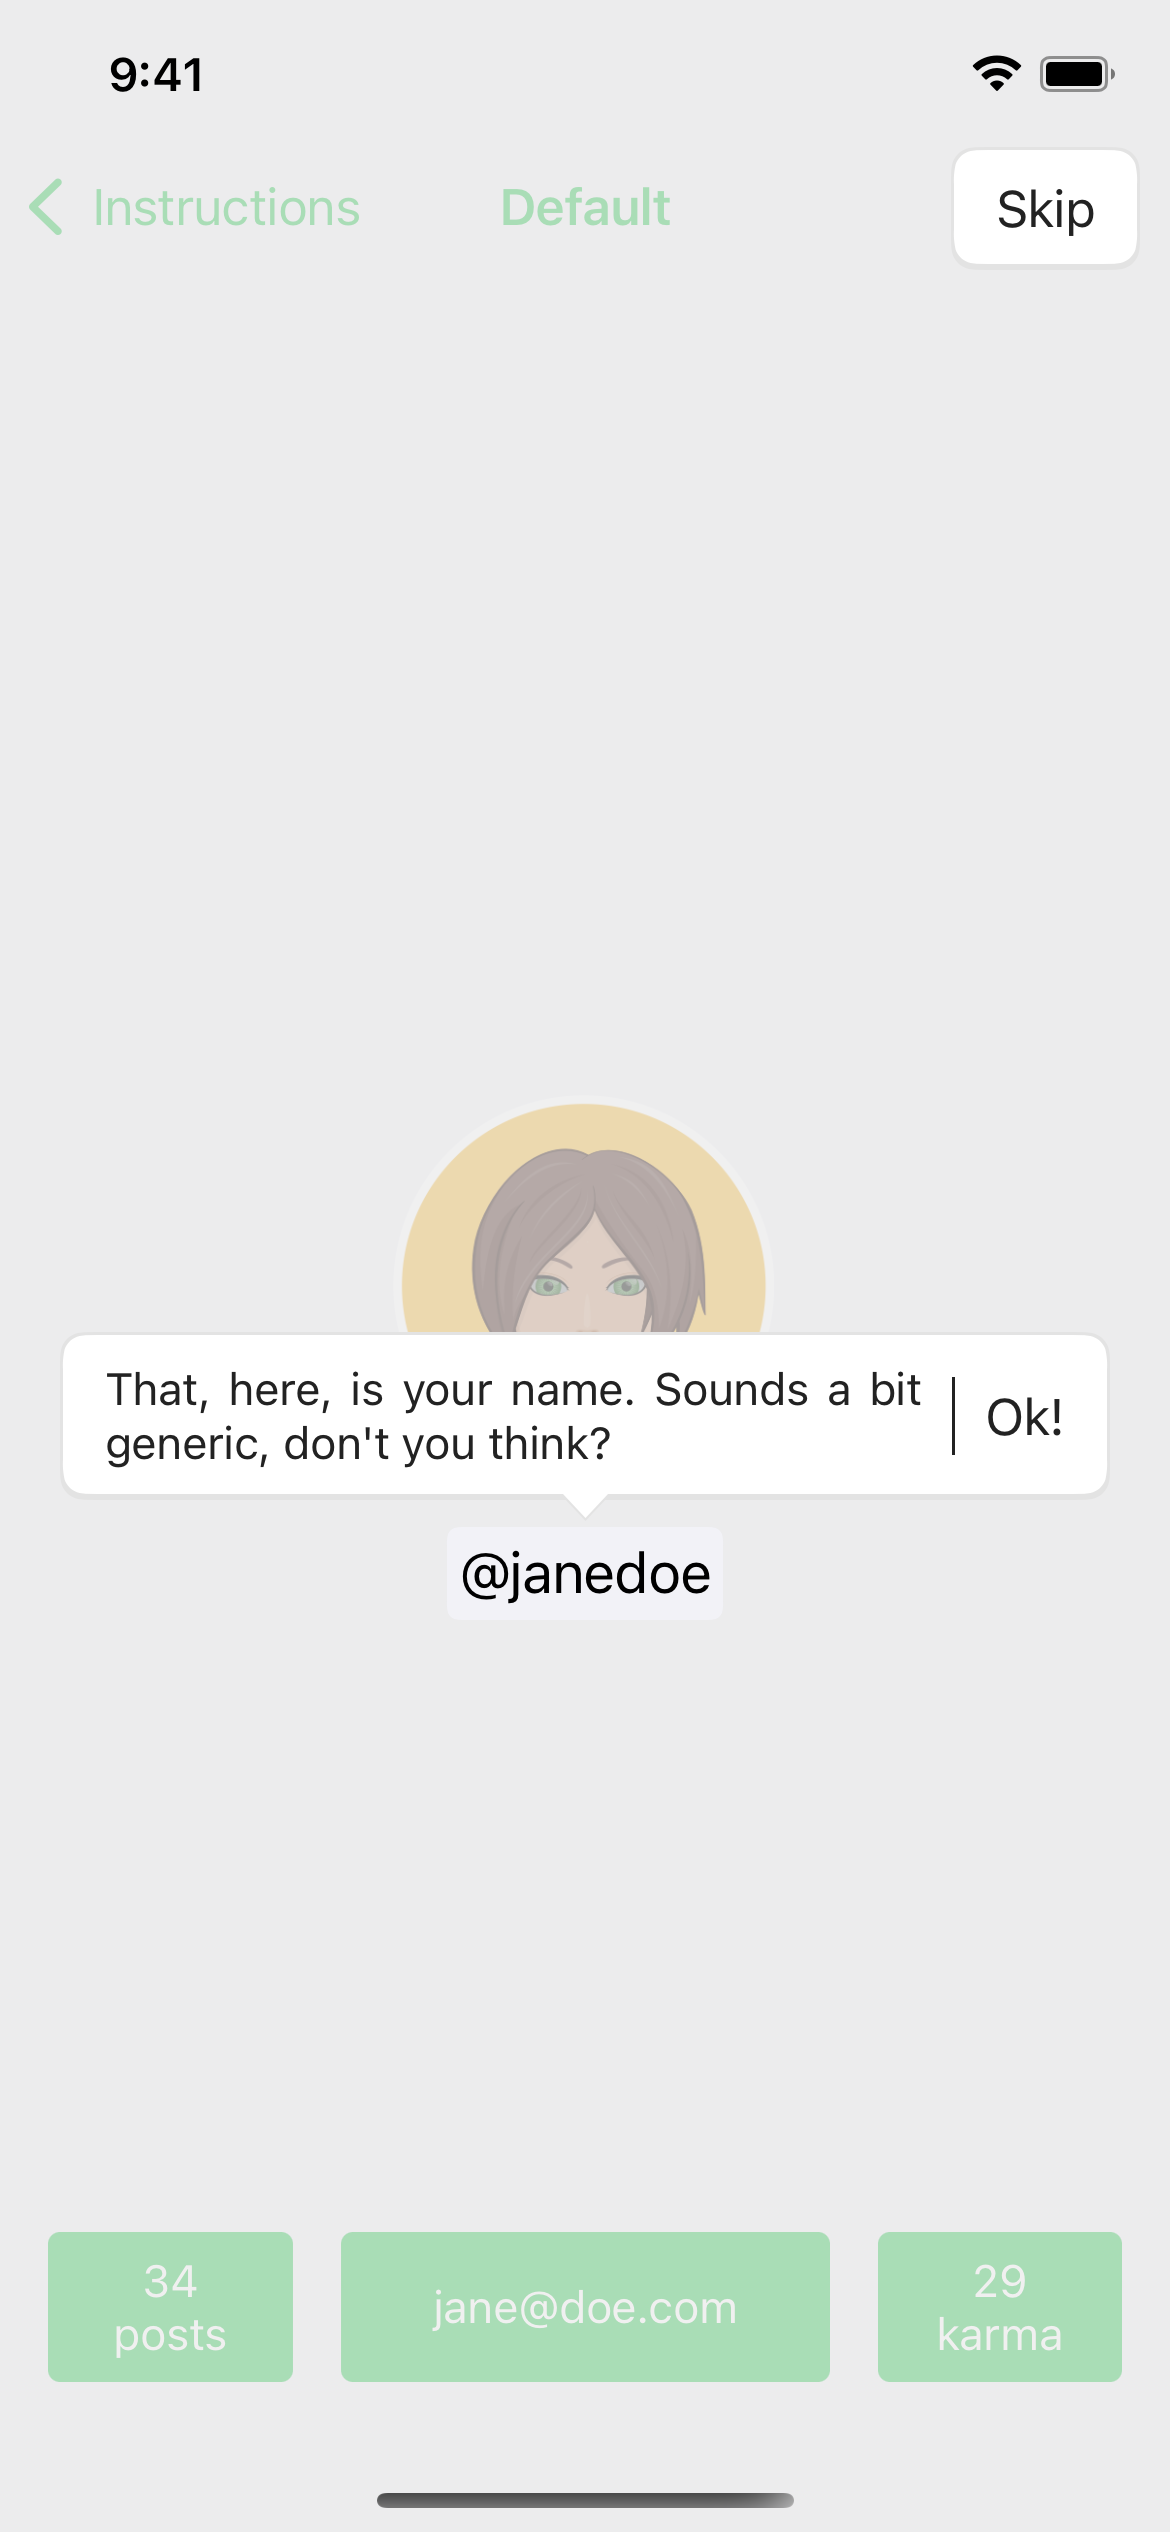 9:41
Instructions
Default
Skip
That, here, is your name. Sounds a bit
generic, don't you think?
Ok!
@janedoe
34
posts
jane@doe.com
29
karma